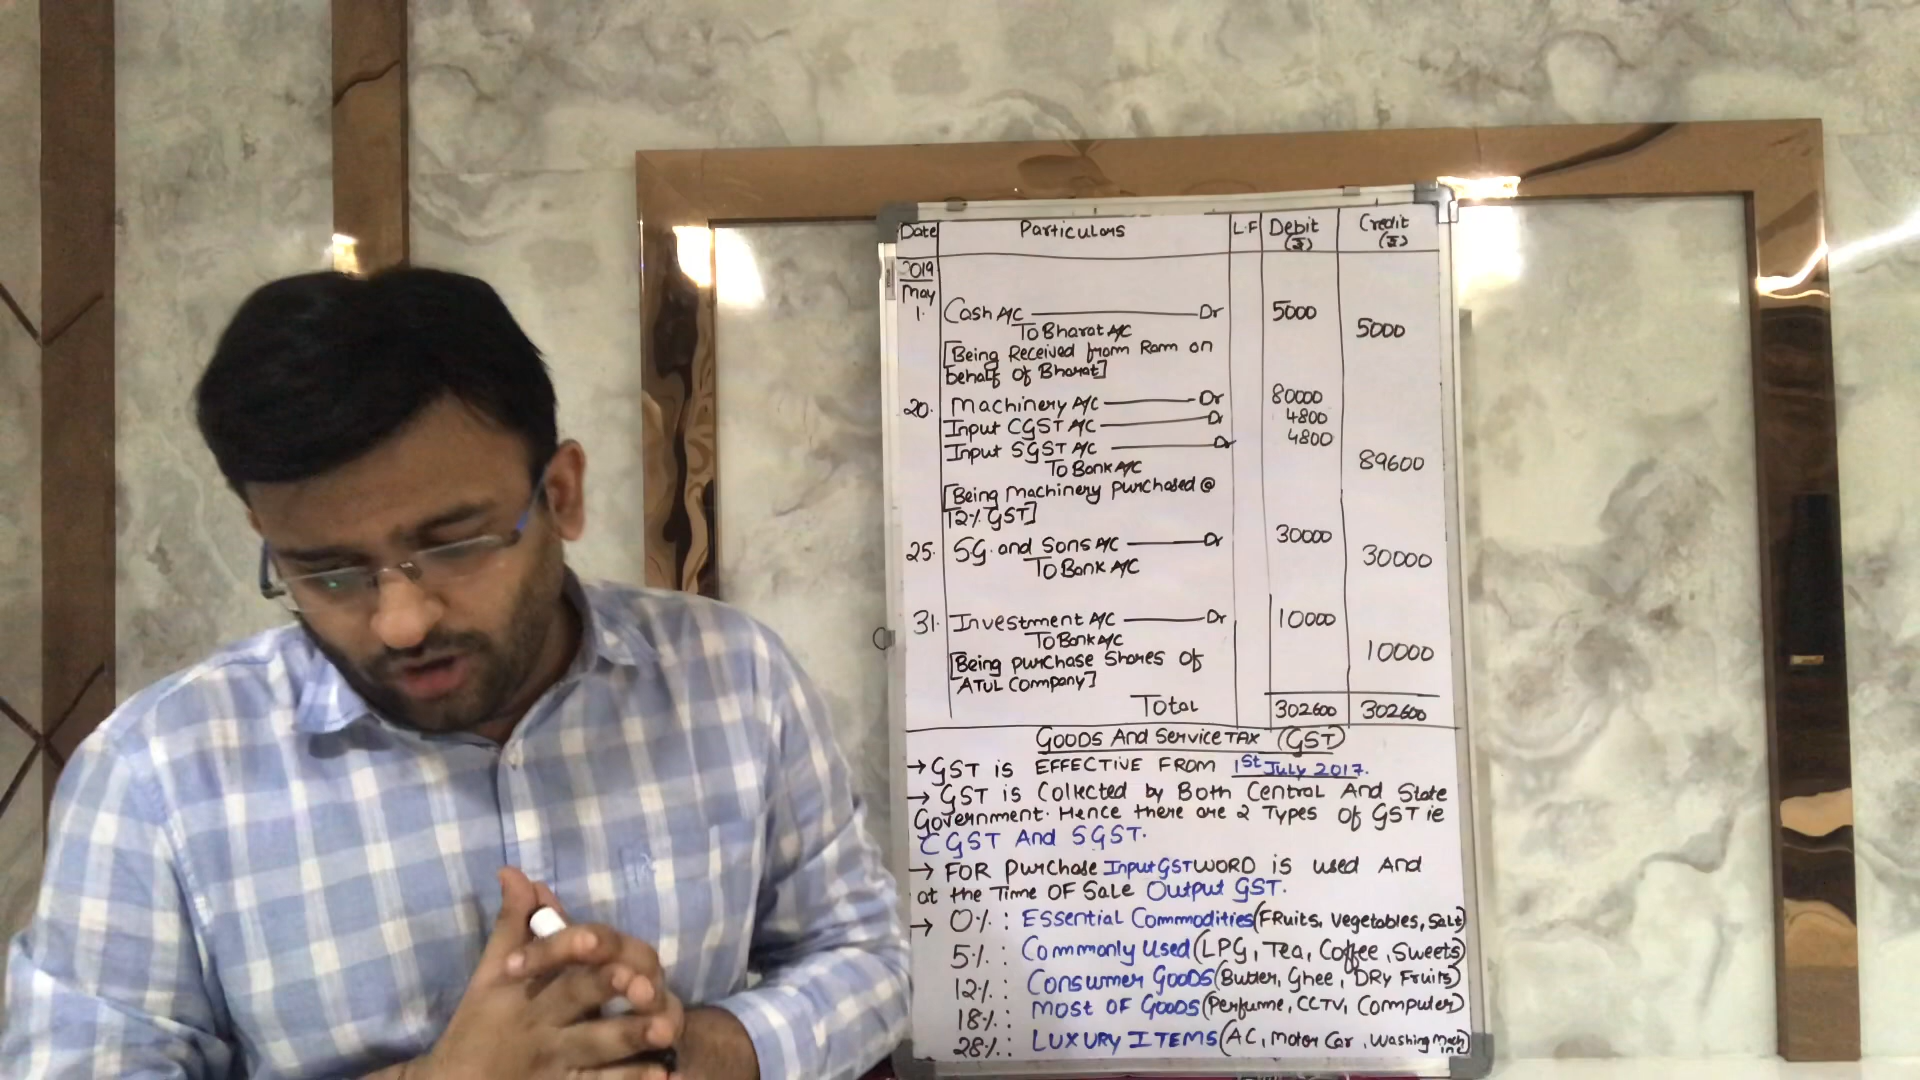 Date Particulars L.F Debit (₹) Credit (₹)
2019
May
1. Cash A/C Dr 5000
To Bharat A/C 5000
[Being Received from Ram on
behalf of Bharat]
20. Machinery A/C Dr 80000
Input CGST A/C Dr 4800
Input SGST A/C Dr 4800
To Bank A/C 89600
[Being Machinery purchased @
12% GST]
25. SG. and Sons A/C Dr 30000
To Bank A/C 30000
31. Investment A/C Dr 10000
To Bank A/C 10000
[Being purchase Shares of
ATUL Company]
Total 302600 302600
GOODS And Service TAX (GST)
→ GST is EFFECTIVE FROM 1st July 2017.
→ GST is Collected by Both Central And State
Government. Hence there are 2 Types of GST ie
CGST And SGST.
→ FOR purchase Input GST WORD is used And
at the Time OF Sale Output GST.
→ 0%. : Essential Commodities (FRuits, Vegetables, Salt)
5%. : Commonly Used (LPG, Tea, Coffee, Sweets)
12%. : Consumer Goods (Butter, Ghee, DRy Fruits)
18%. : Most OF Goods (Perfume, CCTV, Computer)
28%. : LUXURY ITEMS (AC, Motor Car, Washing Machine)